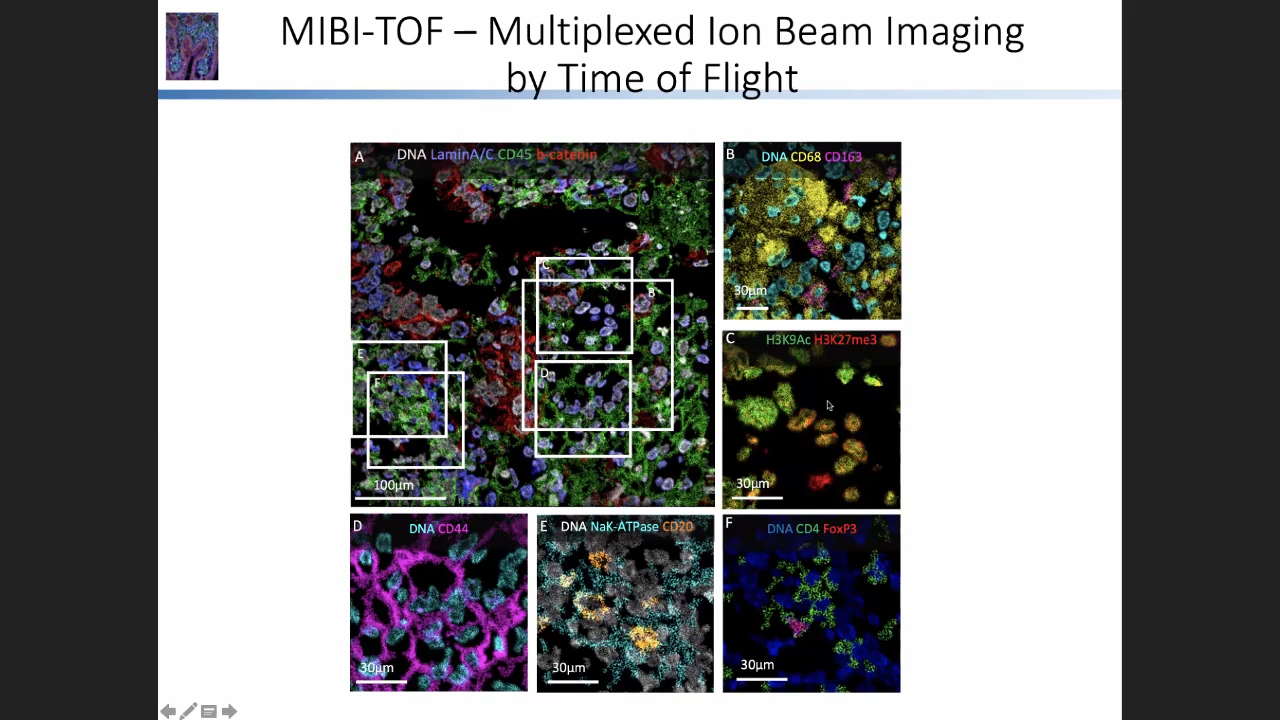 MIBI-TOF – Multiplexed Ion Beam Imaging
by Time of Flight
A
DNA LaminA/C CD45 b-catenin
C
B
E
F
D
100µm
B
DNA CD68 CD163
30µm
C
H3K9Ac H3K27me3
30µm
D
DNA CD44
30µm
E
DNA NaK-ATPase CD20
30µm
F
DNA CD4 FoxP3
30µm